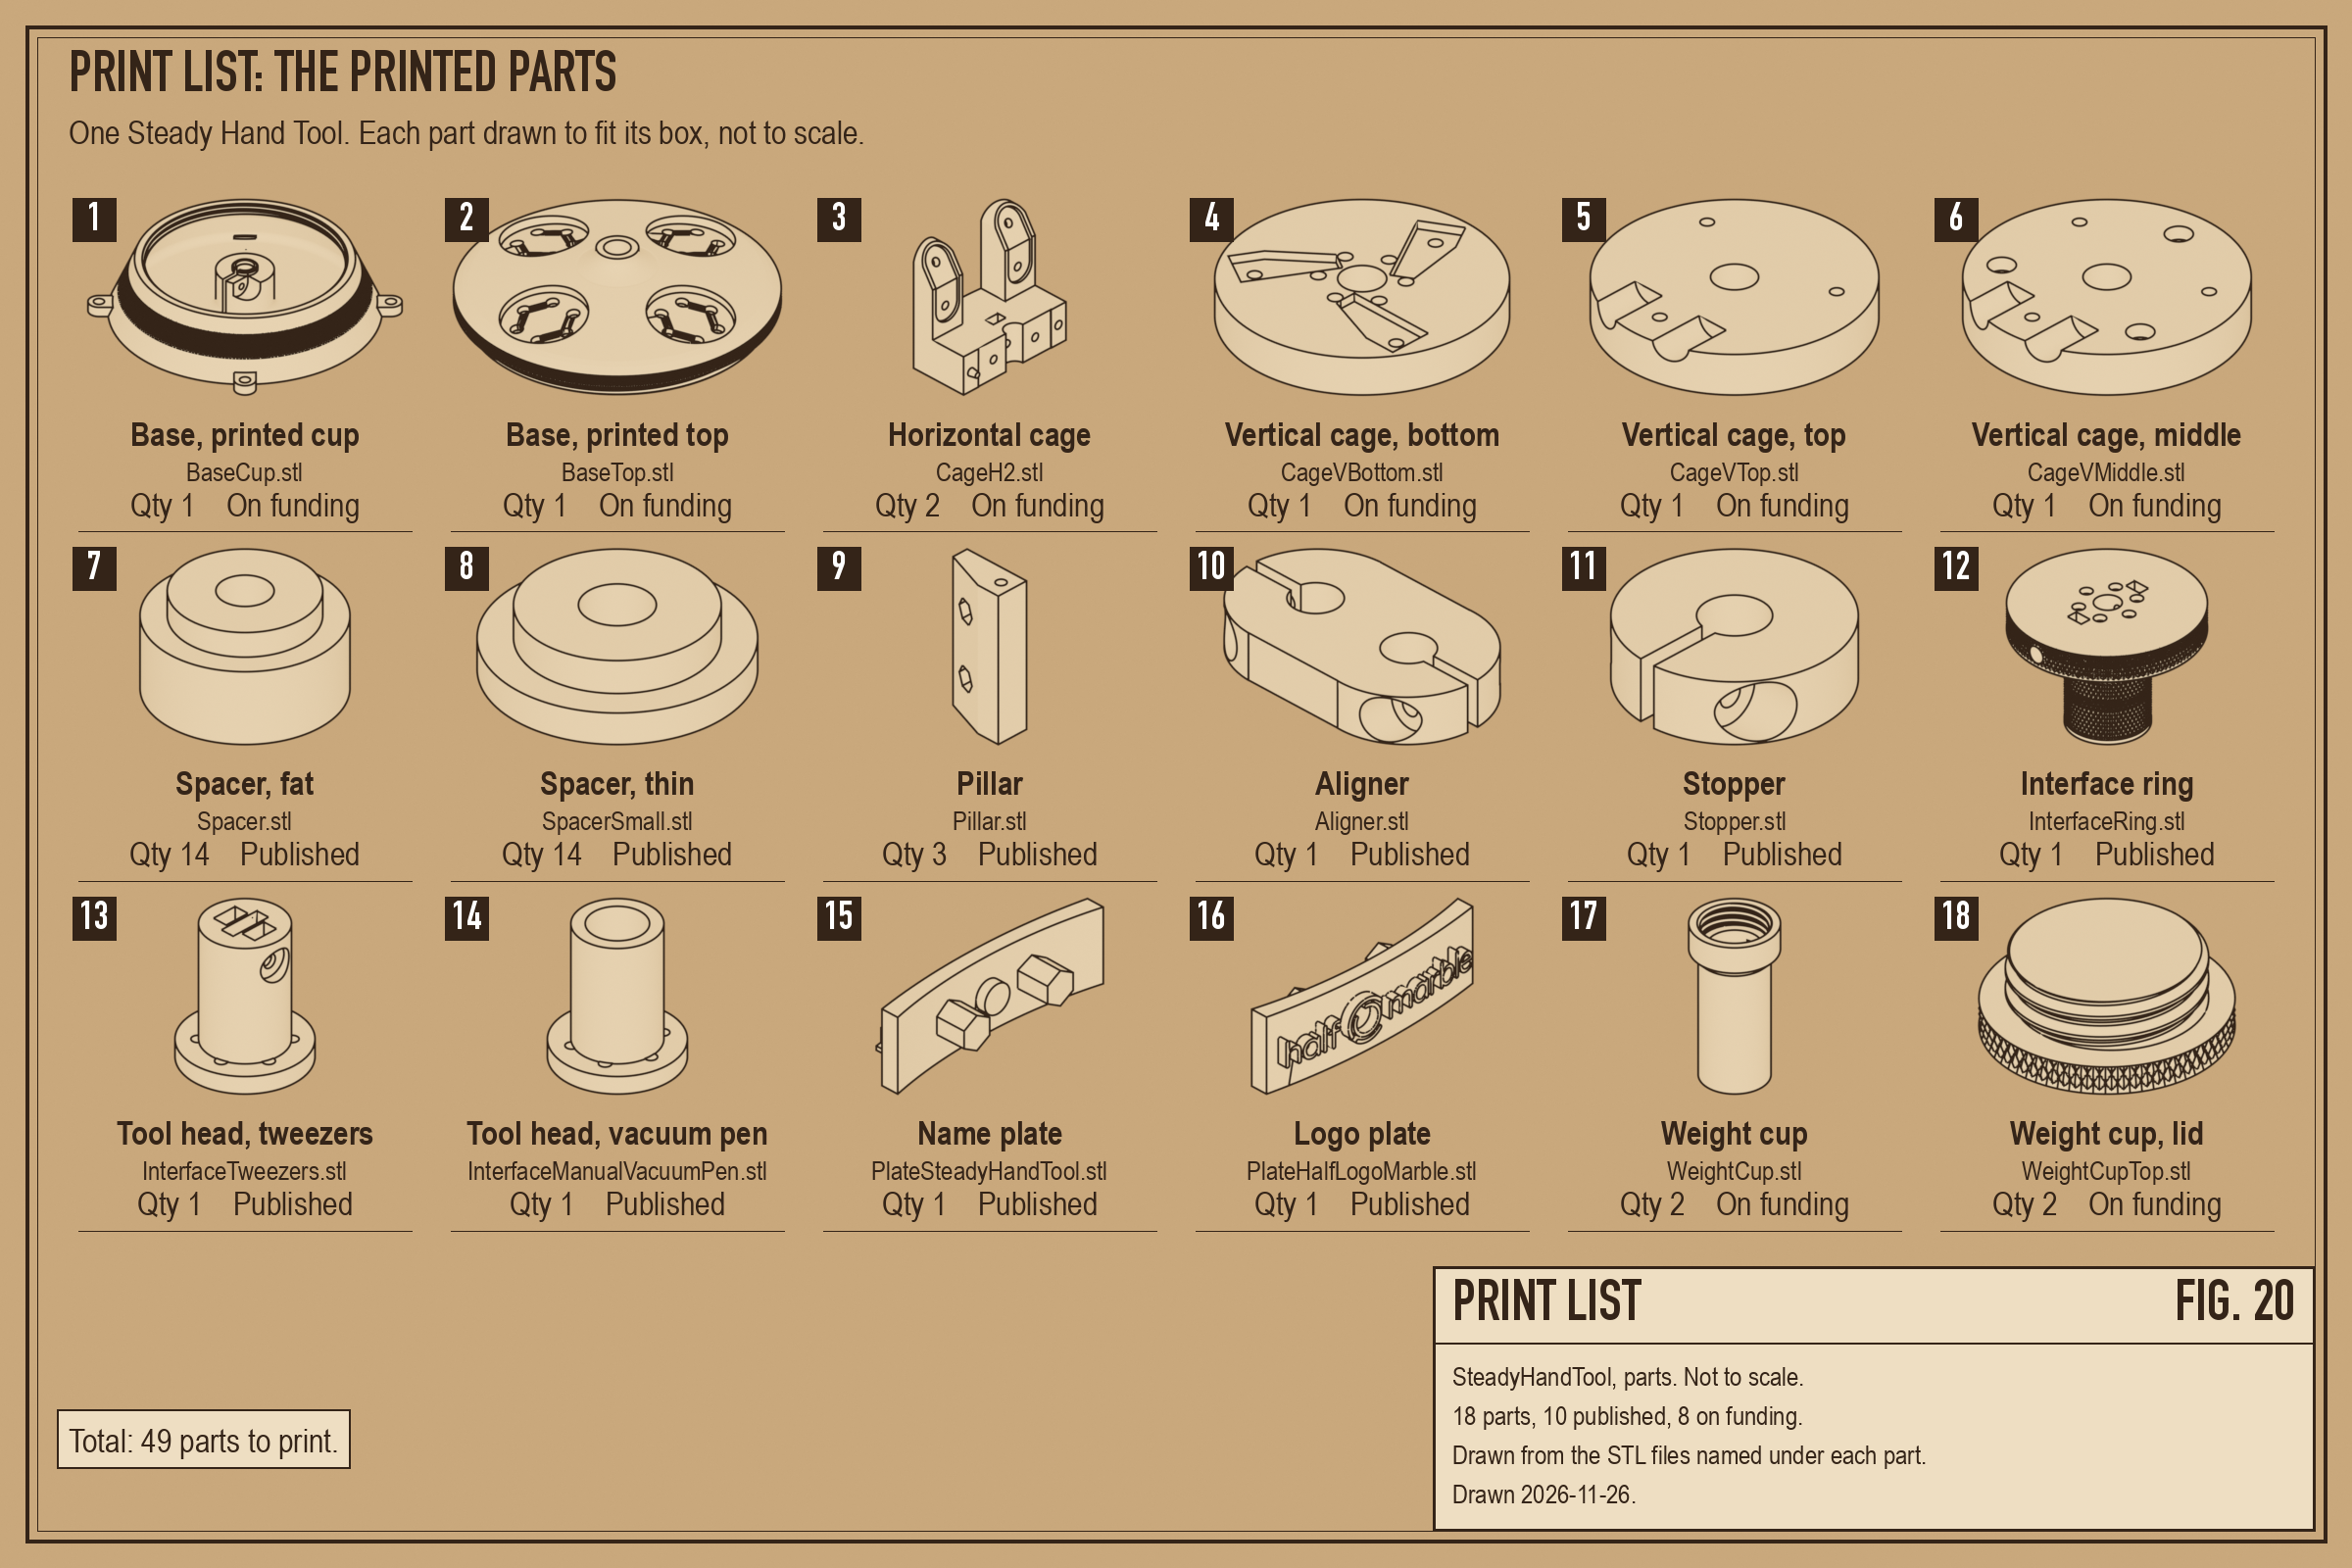 PRINT LIST: THE PRINTED PARTS
One Steady Hand Tool. Each part drawn to fit its box, not to scale.
1
2
3
4
5
6
Base, printed cup
BaseCup.stl
Qty 1 On funding
Base, printed top
BaseTop.stl
Qty 1 On funding
Horizontal cage
CageH2.stl
Qty 2 On funding
Vertical cage, bottom
CageVBottom.stl
Qty 1 On funding
Vertical cage, top
CageVTop.stl
Qty 1 On funding
Vertical cage, middle
CageVMiddle.stl
Qty 1 On funding
7
8
9
10
11
12
Spacer, fat
Spacer.stl
Qty 14 Published
Spacer, thin
SpacerSmall.stl
Qty 14 Published
Pillar
Pillar.stl
Qty 3 Published
Aligner
Aligner.stl
Qty 1 Published
Stopper
Stopper.stl
Qty 1 Published
Interface ring
InterfaceRing.stl
Qty 1 Published
13
14
15
16
17
18
half marble
Tool head, tweezers
InterfaceTweezers.stl
Qty 1 Published
Tool head, vacuum pen
InterfaceManualVacuumPen.stl
Qty 1 Published
Name plate
PlateSteadyHandTool.stl
Qty 1 Published
Logo plate
PlateHalfLogoMarble.stl
Qty 1 Published
Weight cup
WeightCup.stl
Qty 2 On funding
Weight cup, lid
WeightCupTop.stl
Qty 2 On funding
PRINT LIST FIG. 20
SteadyHandTool, parts. Not to scale.
18 parts, 10 published, 8 on funding.
Drawn from the STL files named under each part.
Drawn 2026-11-26.
Total: 49 parts to print.